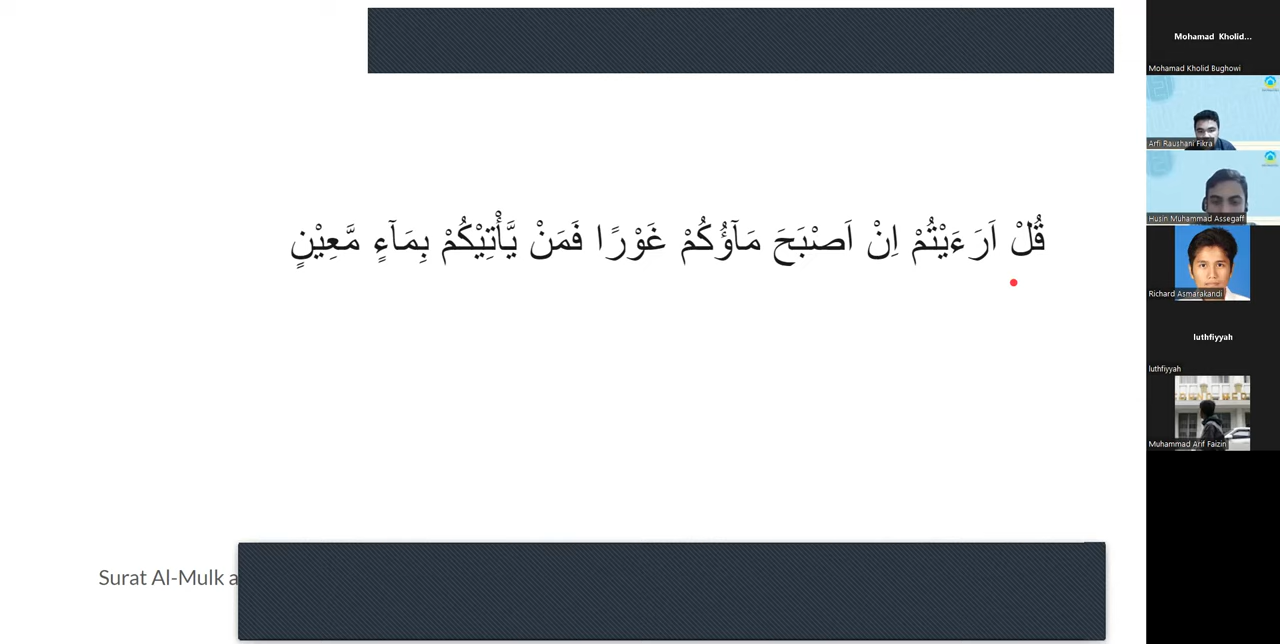 قُلْ اَرَءَيْتُمْ اِنْ اَصْبَحَ مَاۤؤُكُمْ غَوْرًا فَمَنْ يَّأْتِيْكُمْ بِمَاۤءٍ مَّعِيْنٍ
Surat Al-Mulk a
Mohamad Kholid...
Mohamad Kholid Bughowi
Arfi Raushani Fikra
Husin Muhammad Assegaff
Richard Asmarakandi
luthfiyyah
luthfiyyah
Muhammad Arif Faizin